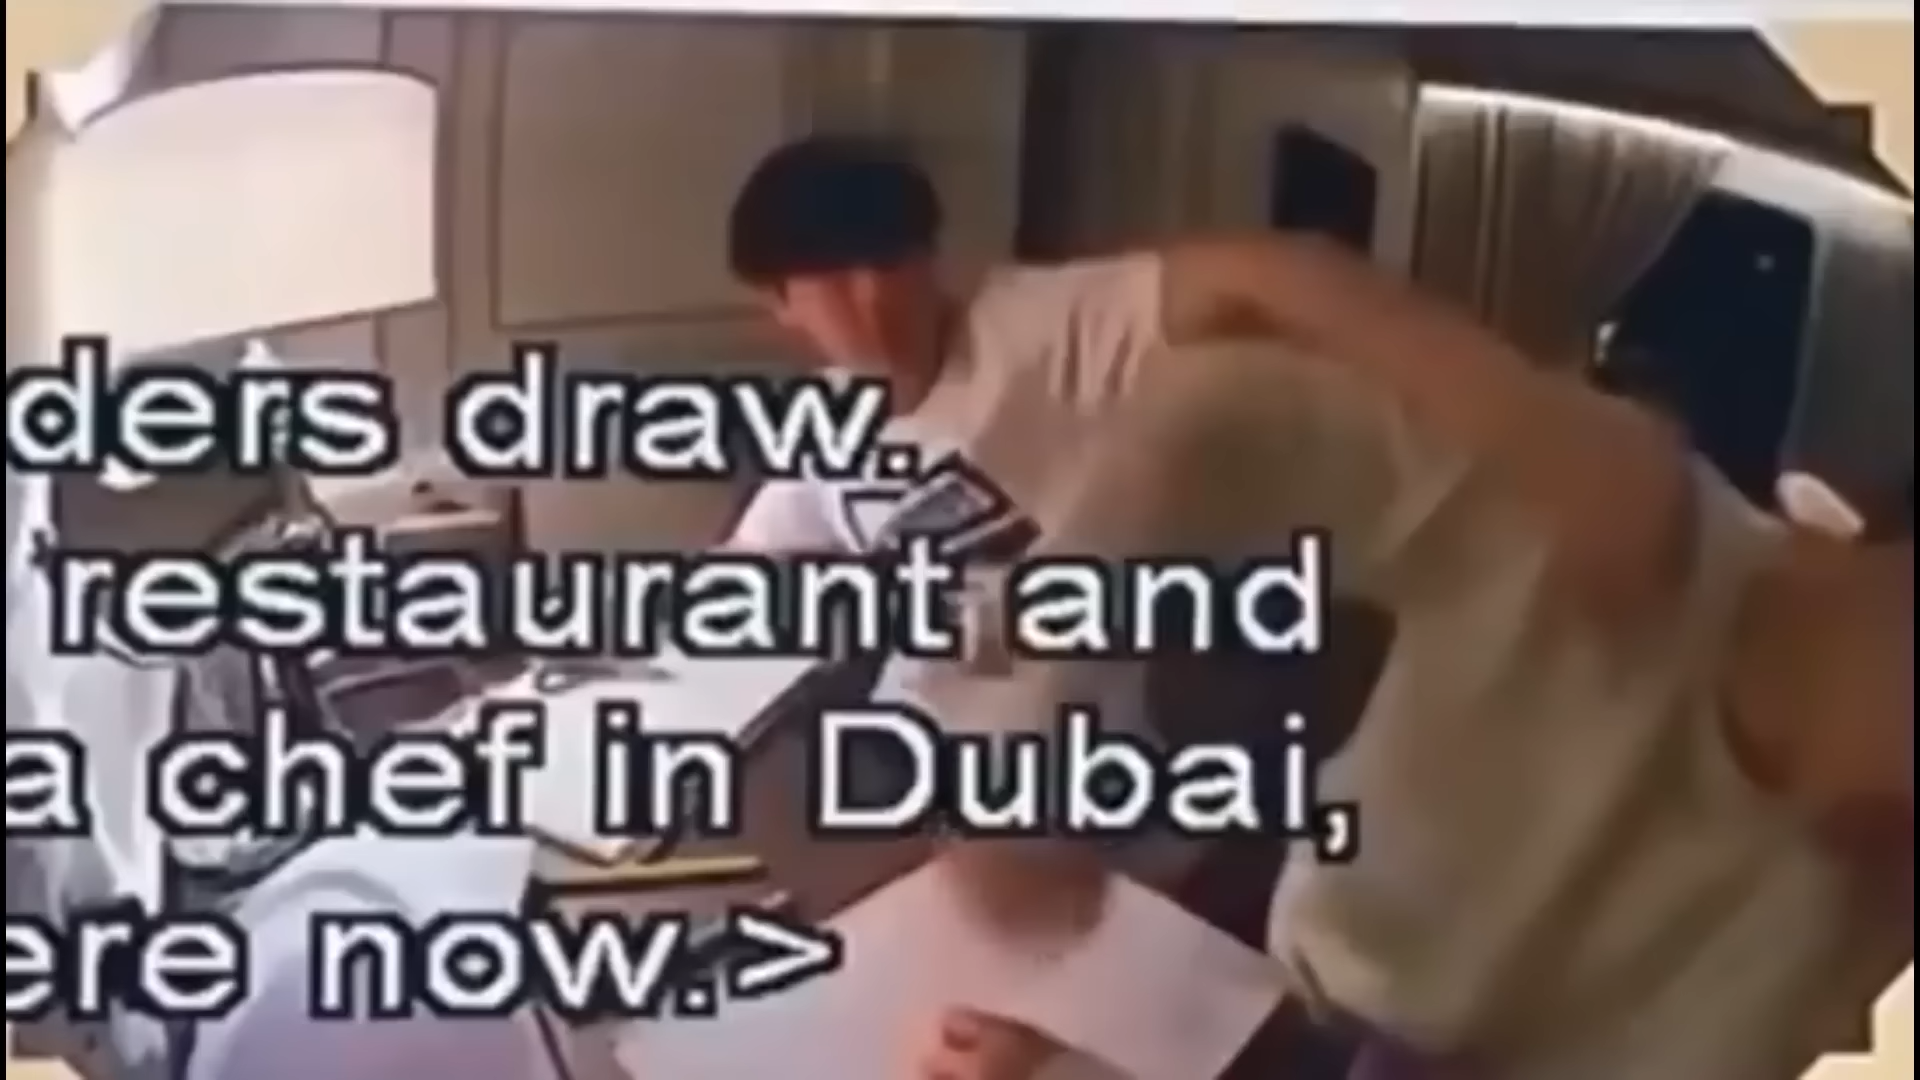 ders draw.
restaurant and
a chef in Dubai,
ere now.>